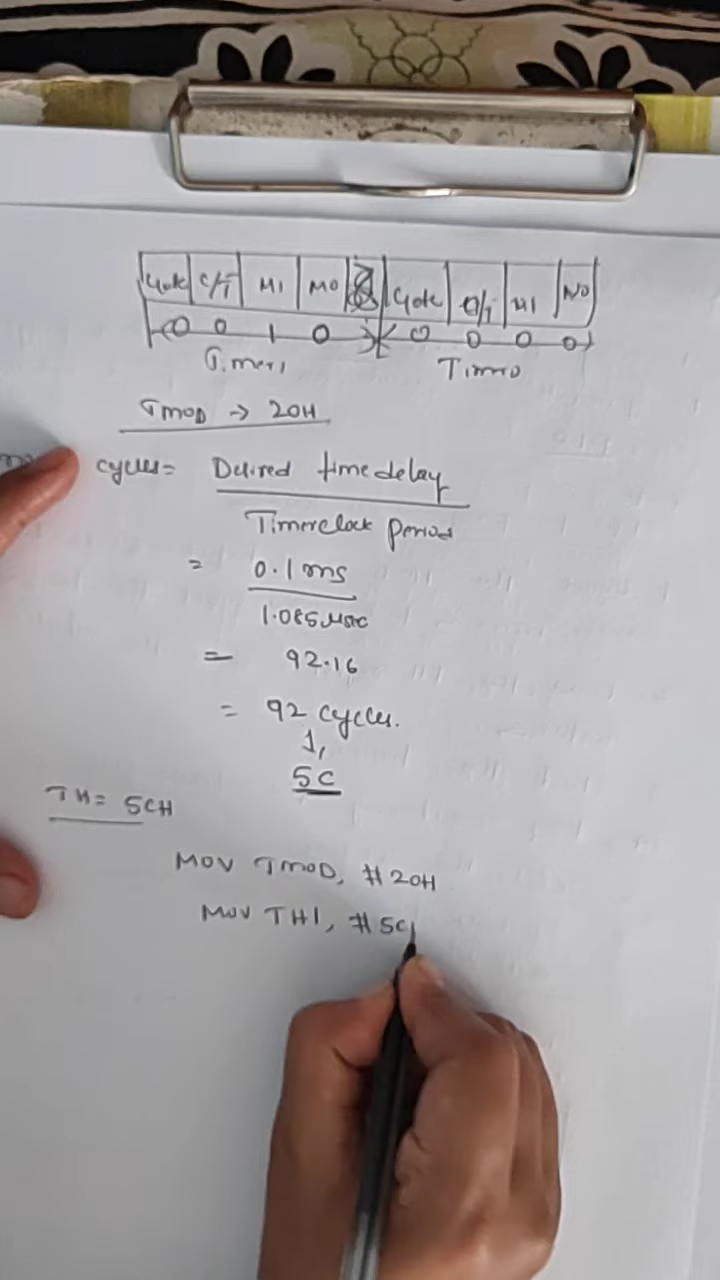 Gate C/T M1 M0 Gate C/T M1 M0
0 0 1 0 0 0 0 0
Timer1 Timer0
TMOD → 20H
cycles = Desired time delay
Timer clock period
= 0.1 ms
1.085 µsec
= 92.16
= 92 cycles.
5C
TH = 5CH
MOV TMOD, #20H
MOV TH1, #5C